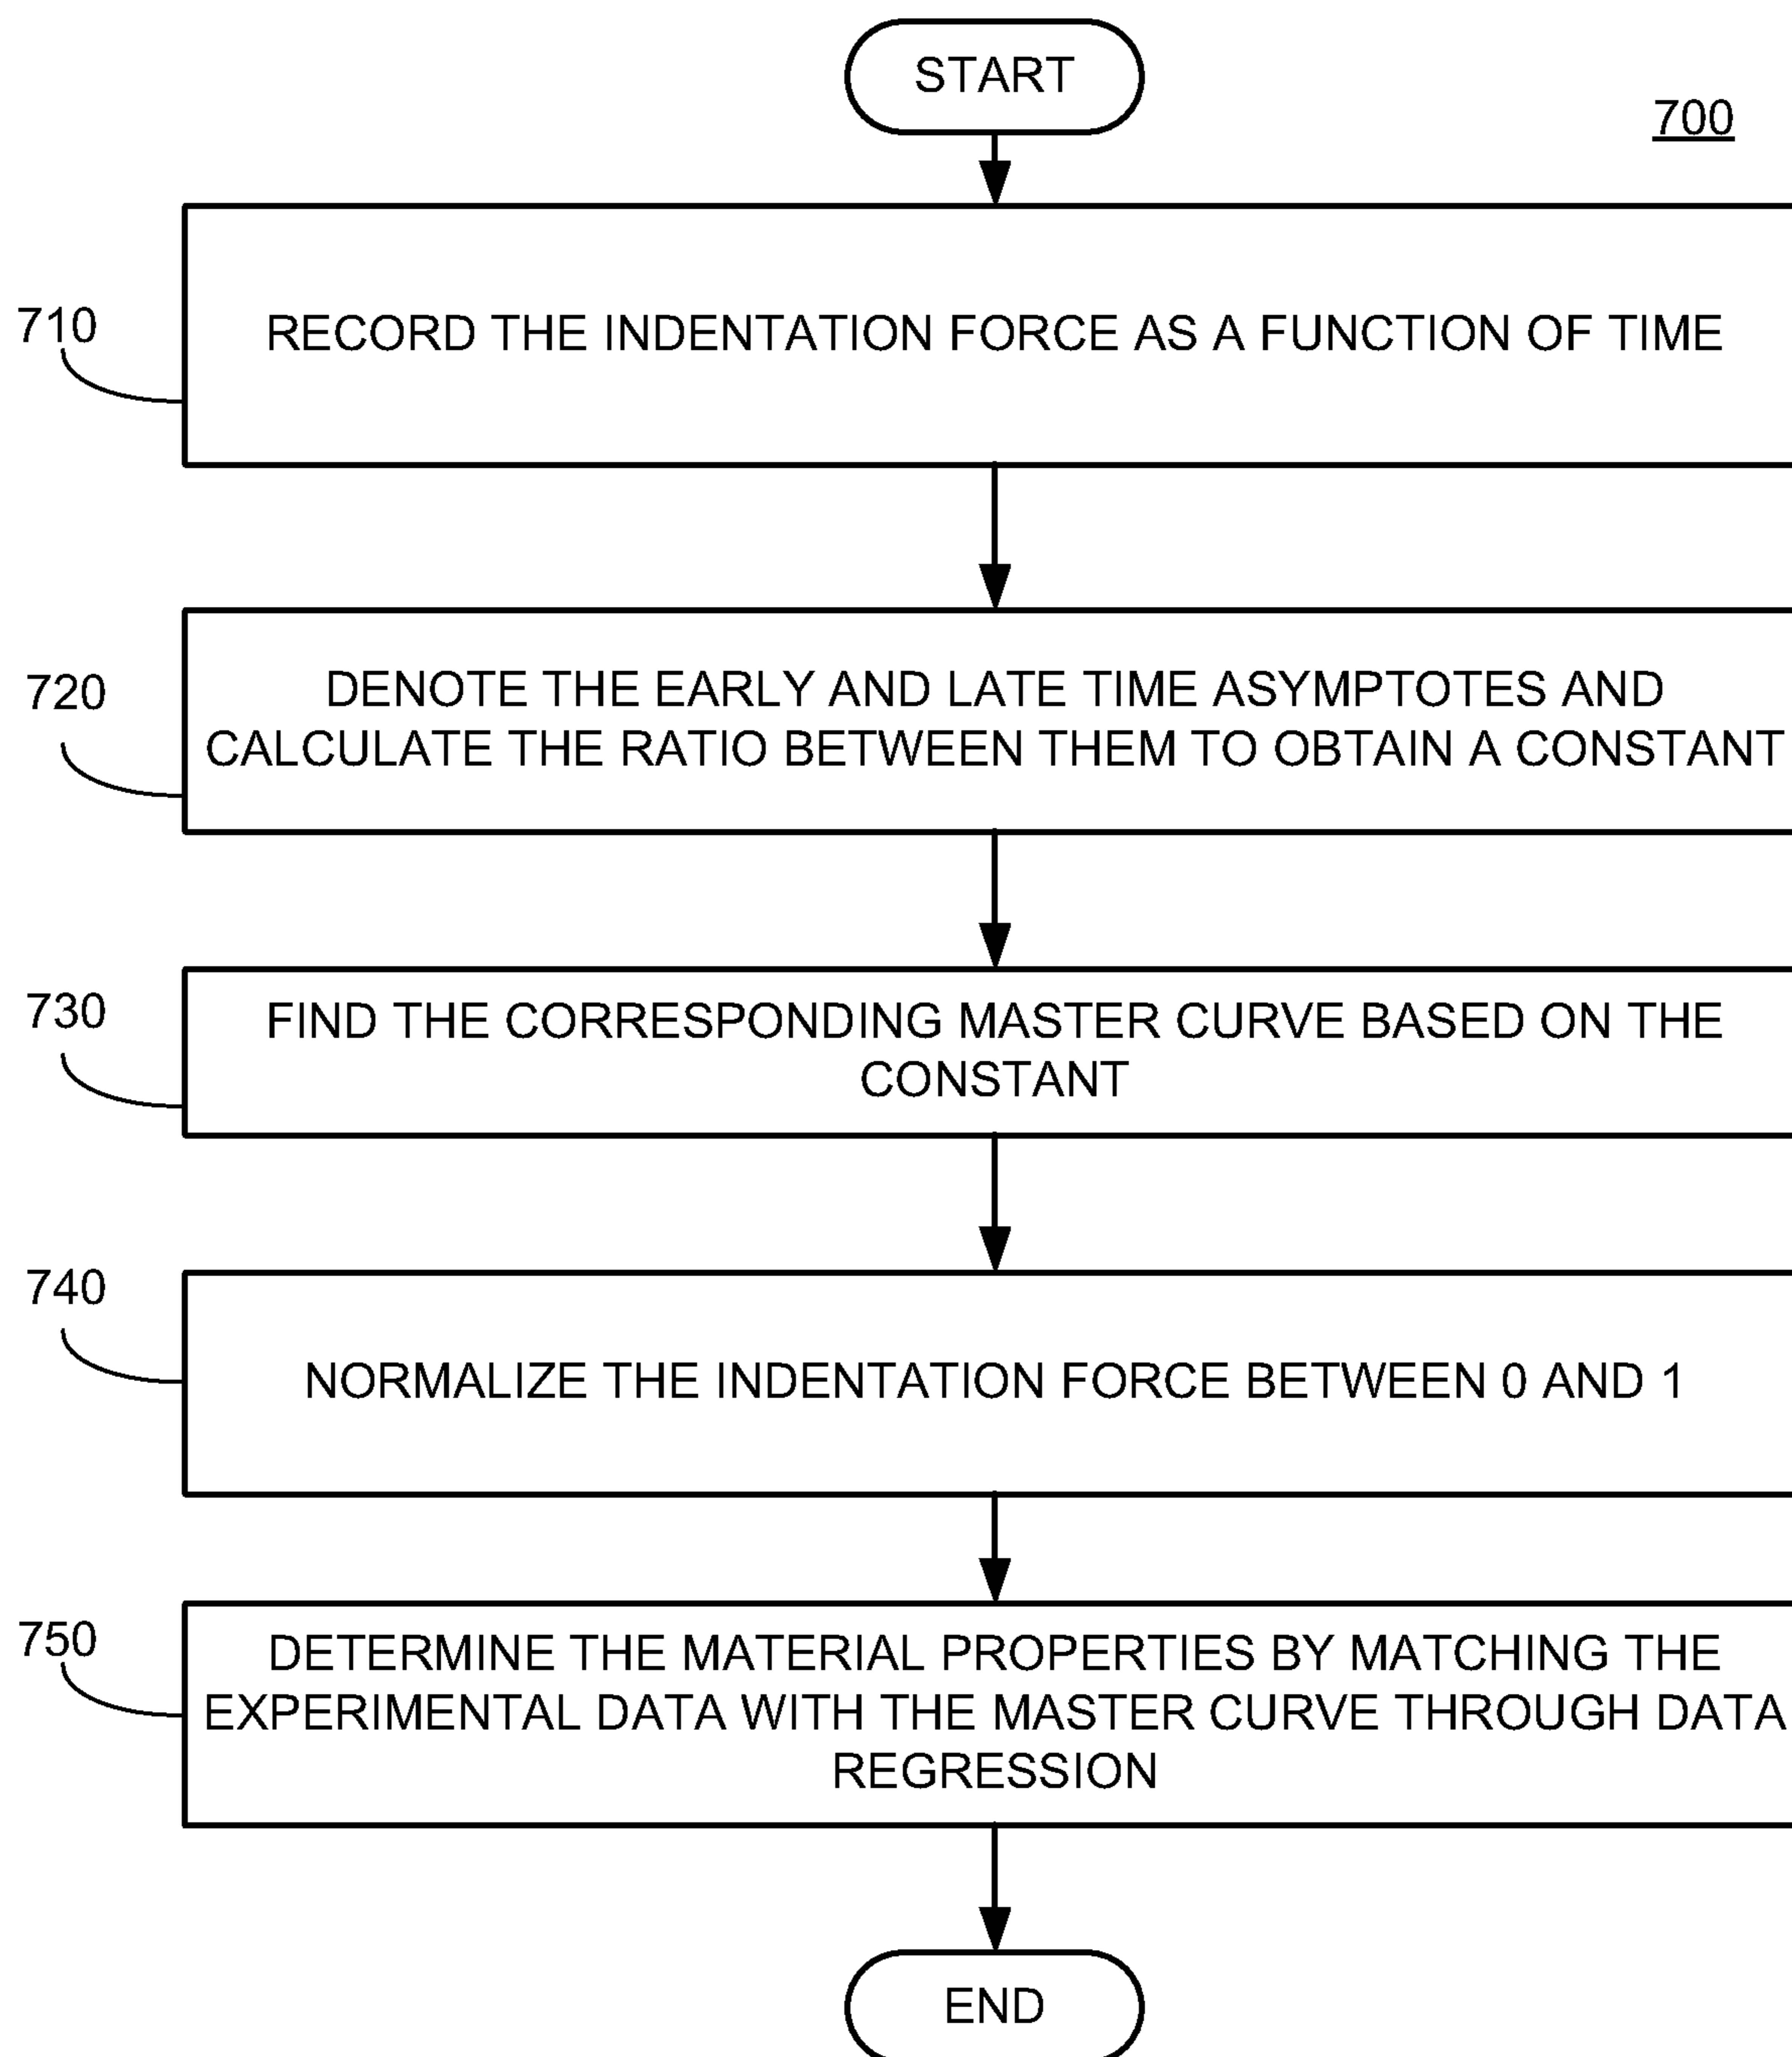 START
700
710
RECORD THE INDENTATION FORCE AS A FUNCTION OF TIME
720
DENOTE THE EARLY AND LATE TIME ASYMPTOTES AND
CALCULATE THE RATIO BETWEEN THEM TO OBTAIN A CONSTANT
730
FIND THE CORRESPONDING MASTER CURVE BASED ON THE
CONSTANT
740
NORMALIZE THE INDENTATION FORCE BETWEEN 0 AND 1
750
DETERMINE THE MATERIAL PROPERTIES BY MATCHING THE
EXPERIMENTAL DATA WITH THE MASTER CURVE THROUGH DATA
REGRESSION
END